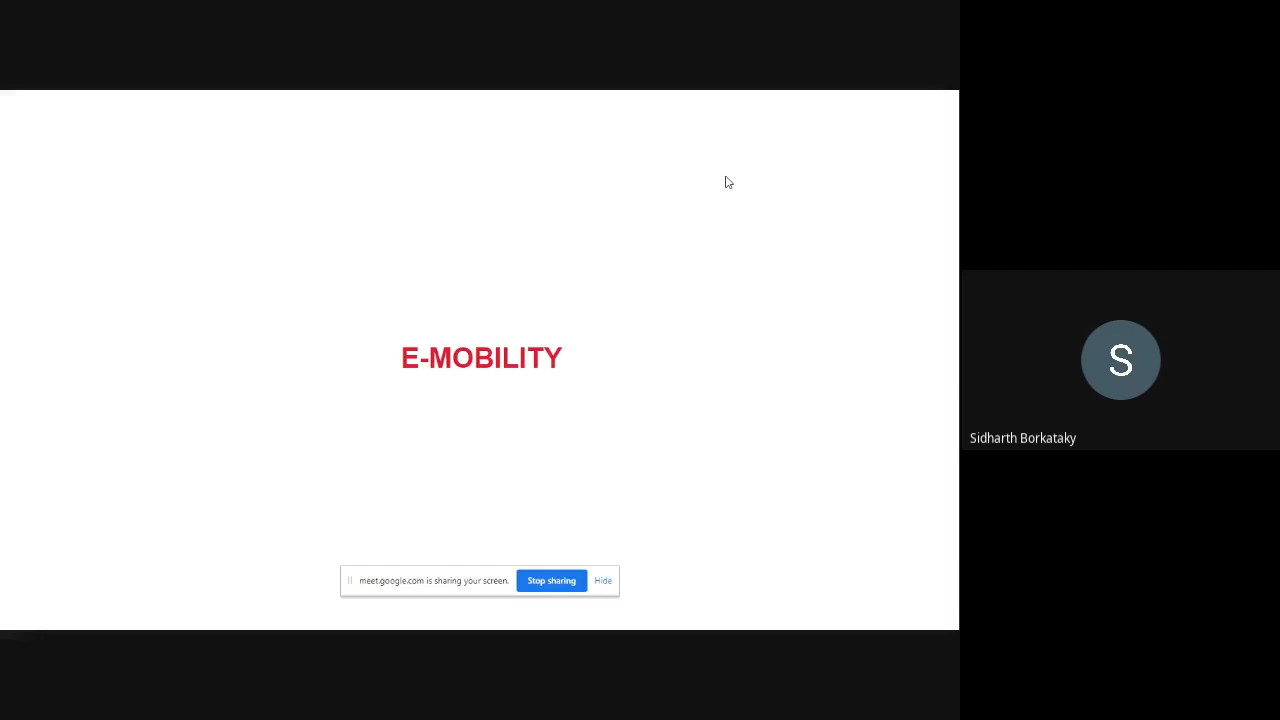 E-MOBILITY
S
Sidharth Borkataky
meet.google.com is sharing your screen. Stop sharing Hide